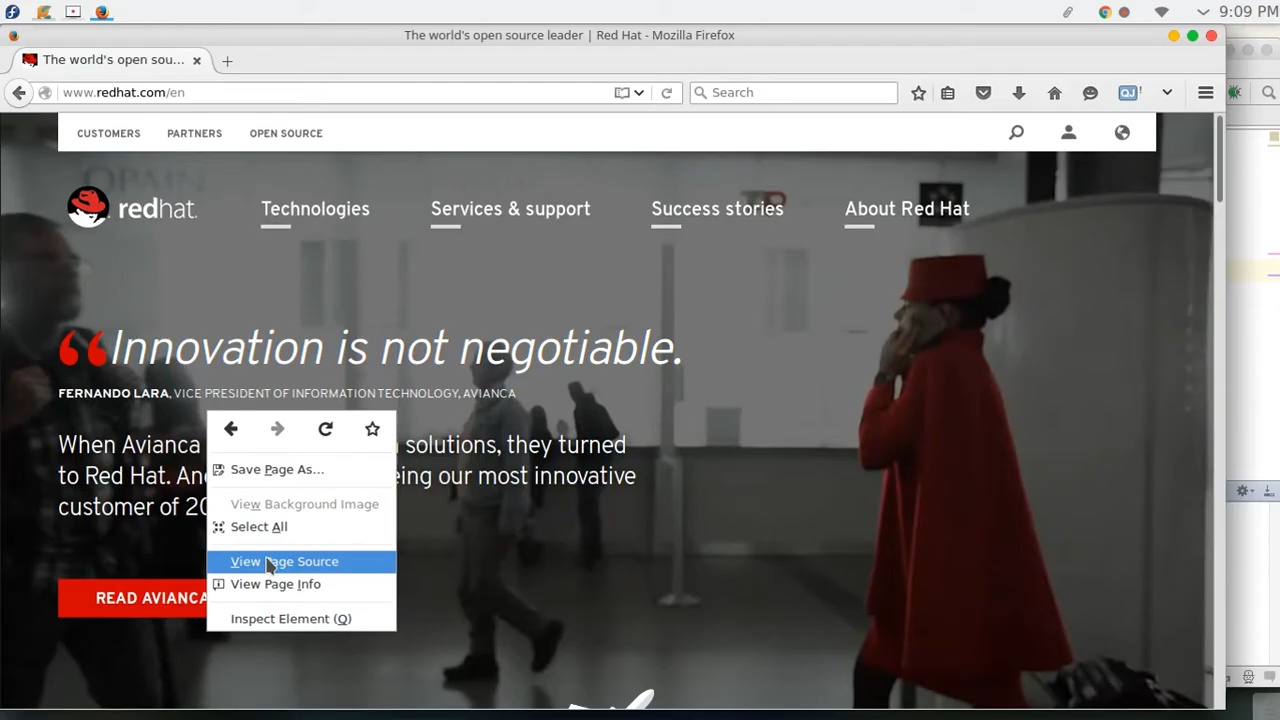 9:09 PM
The world's open source leader | Red Hat - Mozilla Firefox
The world's open sou...
www.redhat.com/en
Search
CUSTOMERS PARTNERS OPEN SOURCE
redhat.
Technologies Services & support Success stories About Red Hat
“Innovation is not negotiable.
FERNANDO LARA, VICE PRESIDENT OF INFORMATION TECHNOLOGY, AVIANCA
When Avianca solutions, they turned
to Red Hat. And eing our most innovative
customer of 20
READ AVIANCA
Save Page As...
View Background Image
Select All
View Page Source
View Page Info
Inspect Element (Q)